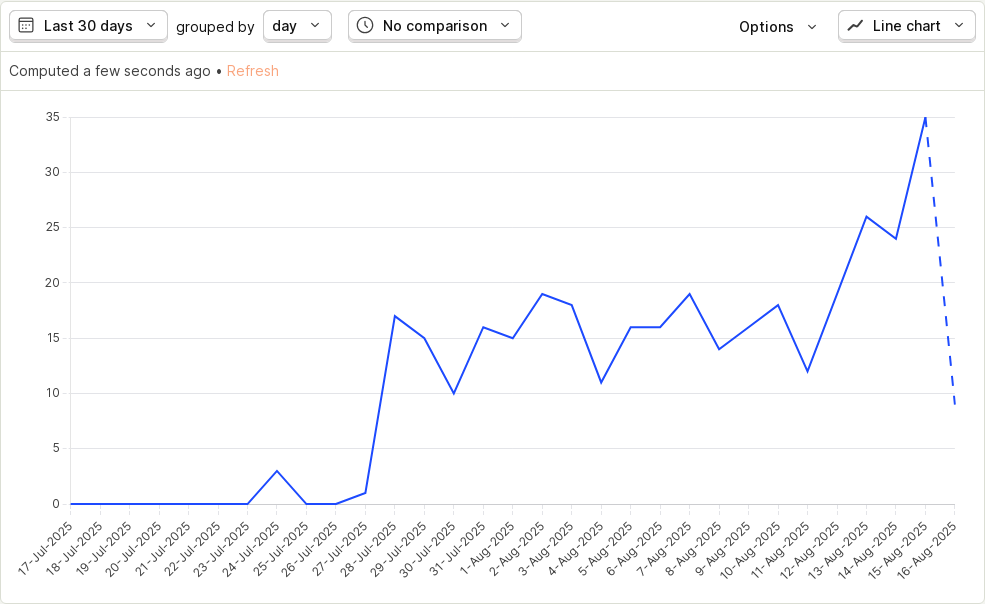 Last 30 days grouped by day No comparison Options Line chart
Computed a few seconds ago • Refresh
35
30
25
20
15
10
5
0
17-Jul-2025
18-Jul-2025
19-Jul-2025
20-Jul-2025
21-Jul-2025
22-Jul-2025
23-Jul-2025
24-Jul-2025
25-Jul-2025
26-Jul-2025
27-Jul-2025
28-Jul-2025
29-Jul-2025
30-Jul-2025
31-Jul-2025
1-Aug-2025
2-Aug-2025
3-Aug-2025
4-Aug-2025
5-Aug-2025
6-Aug-2025
7-Aug-2025
8-Aug-2025
9-Aug-2025
10-Aug-2025
11-Aug-2025
12-Aug-2025
13-Aug-2025
14-Aug-2025
15-Aug-2025
16-Aug-2025